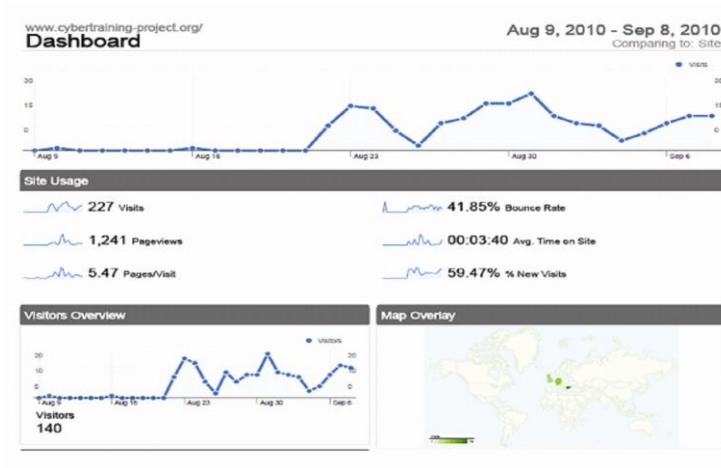 www.cybertraining-project.org/
Dashboard
Aug 9, 2010 - Sep 8, 2010
Comparing to: Site
Visits
30
15
0
15
0
Aug 9
Aug 16
Aug 23
Aug 30
Sep 6
Site Usage
227 Visits
41.85% Bounce Rate
1,241 Pageviews
00:03:40 Avg. Time on Site
5.47 Pages/Visit
59.47% % New Visits
Visitors Overview
Map Overlay
Visitors
20
10
0
20
10
0
Aug 9
Aug 16
Aug 23
Aug 30
Sep 6
Visitors
140